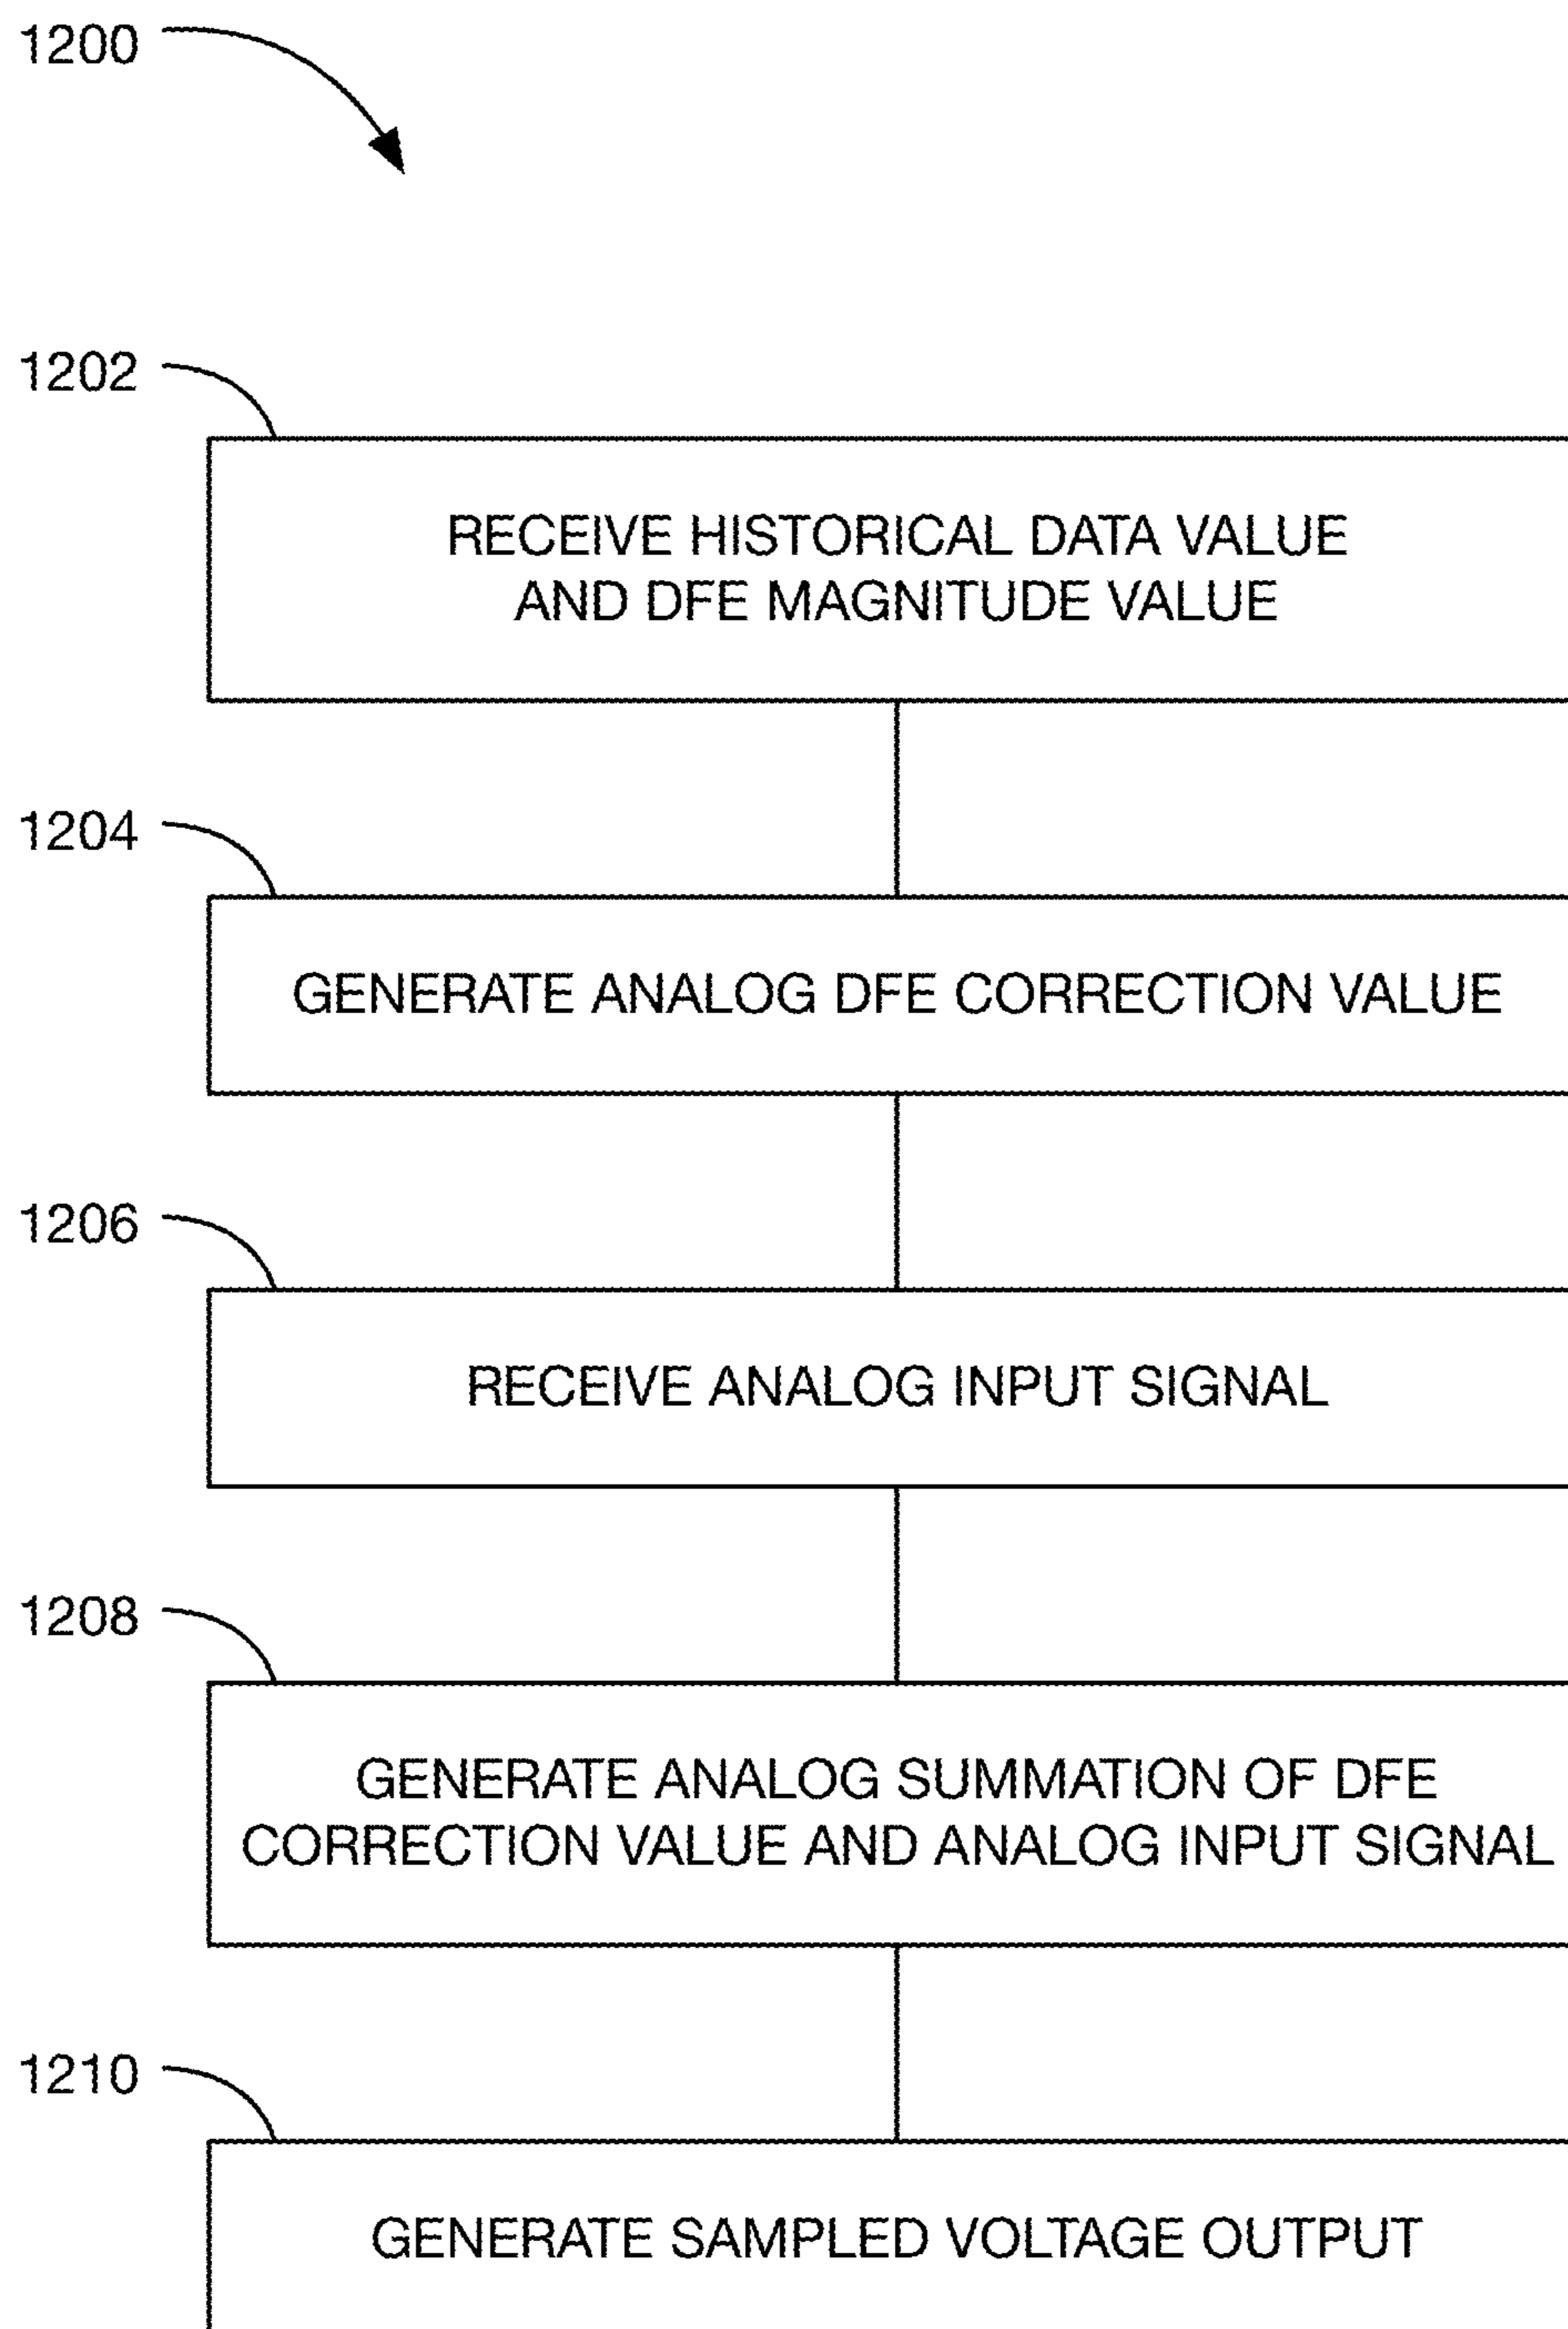 1200
1202
RECEIVE HISTORICAL DATA VALUE
AND DFE MAGNITUDE VALUE
1204
GENERATE ANALOG DFE CORRECTION VALUE
1206
RECEIVE ANALOG INPUT SIGNAL
1208
GENERATE ANALOG SUMMATION OF DFE
CORRECTION VALUE AND ANALOG INPUT SIGNAL
1210
GENERATE SAMPLED VOLTAGE OUTPUT